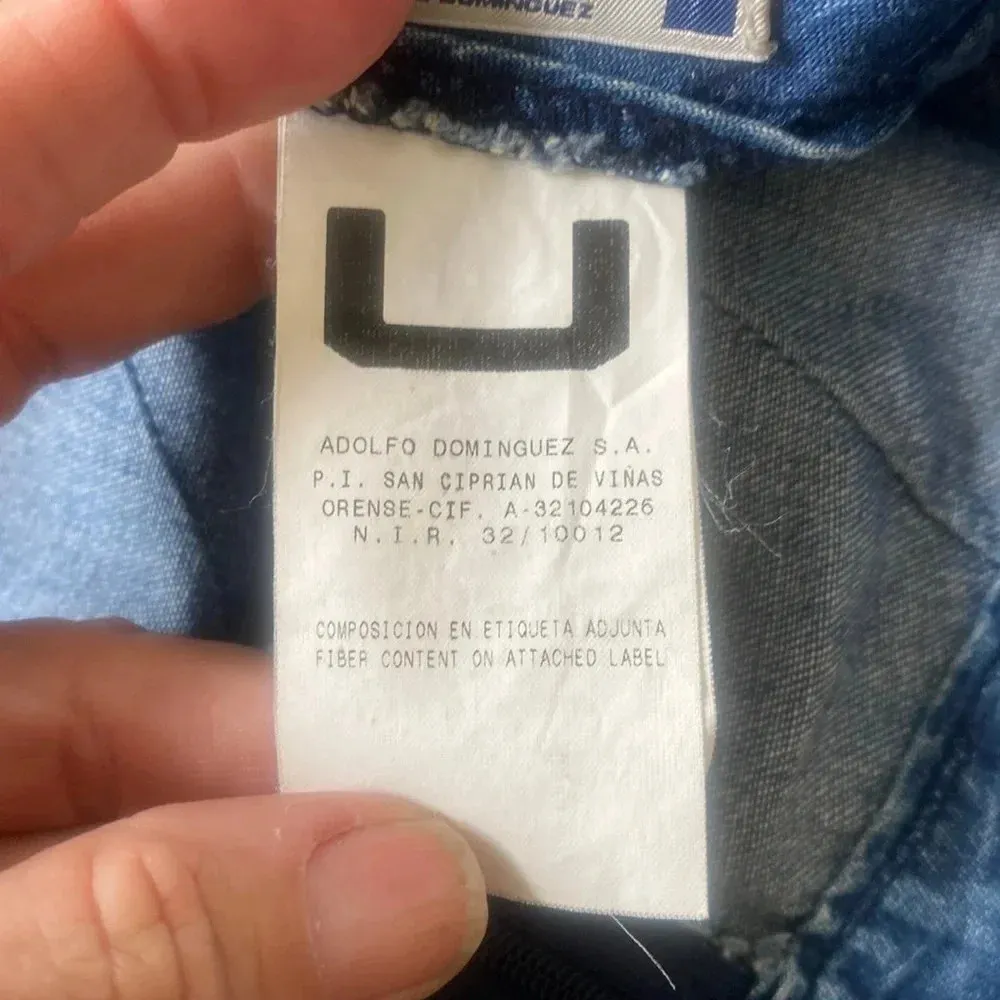 DOMINGUEZ
U
ADOLFO DOMINGUEZ S.A.
P.I. SAN CIPRIAN DE VIÑAS
ORENSE-CIF. A-32104226
N.I.R. 32/10012
COMPOSICION EN ETIQUETA ADJUNTA
FIBER CONTENT ON ATTACHED LABEL